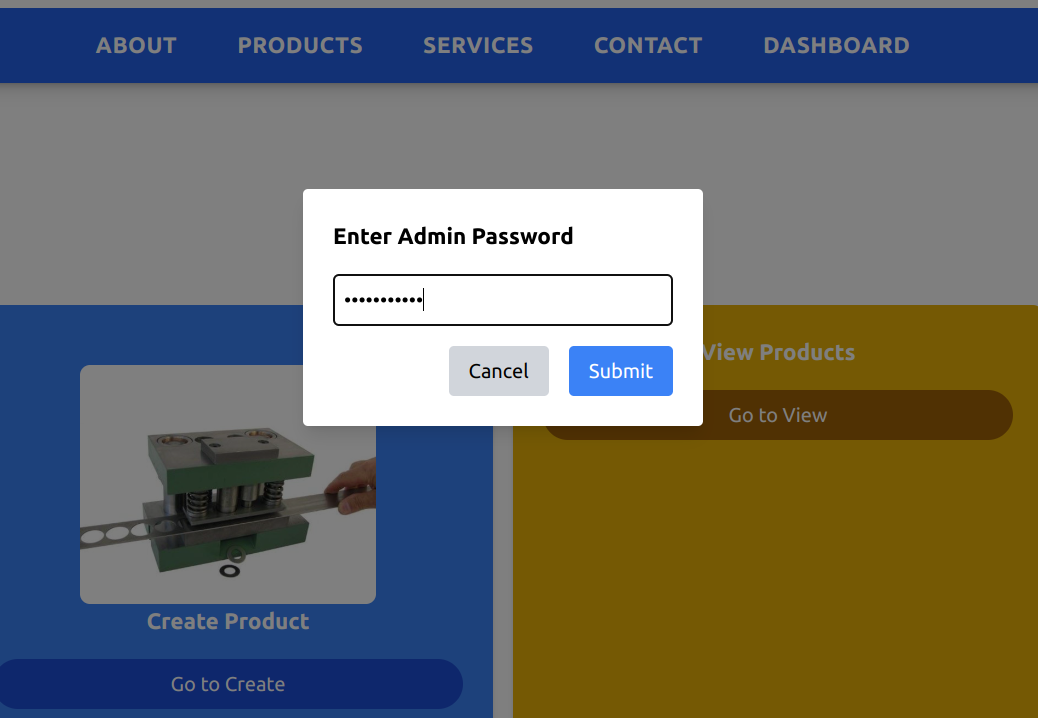 ABOUT PRODUCTS SERVICES CONTACT DASHBOARD
Enter Admin Password
•••••••••••
Cancel Submit
View Products
Go to View
Create Product
Go to Create